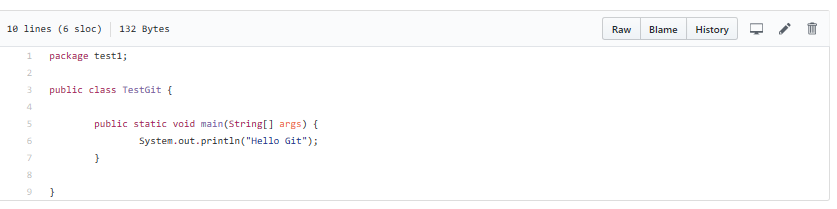 10 lines (6 sloc) 132 Bytes Raw Blame History
1 package test1;
2
3 public class TestGit {
4
5 public static void main(String[] args) {
6 System.out.println("Hello Git");
7 }
8
9 }